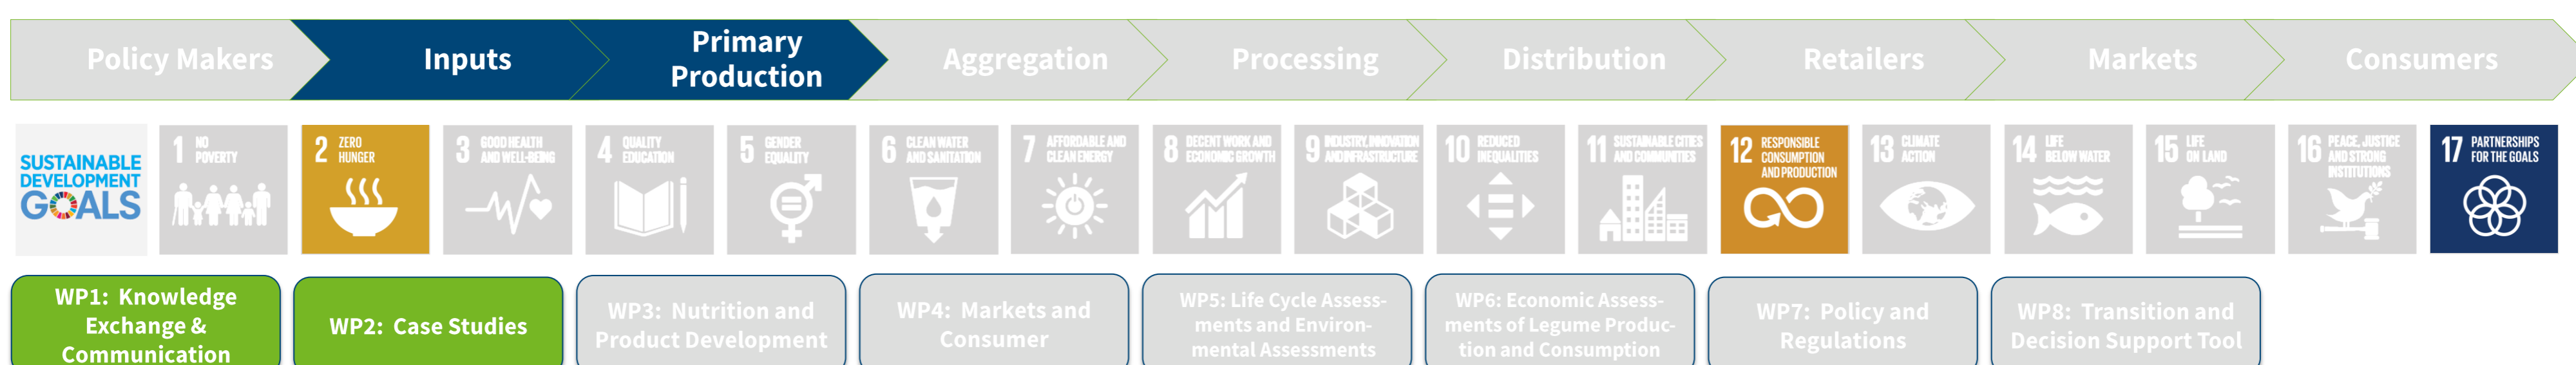 Policy Makers
Inputs
Primary
Production
Aggregation
Processing
Distribution
Retailers
Markets
Consumers
SUSTAINABLE
DEVELOPMENT
GOALS
1 NO
POVERTY
2 ZERO
HUNGER
3 GOOD HEALTH
AND WELL-BEING
4 QUALITY
EDUCATION
5 GENDER
EQUALITY
6 CLEAN WATER
AND SANITATION
7 AFFORDABLE AND
CLEAN ENERGY
8 DECENT WORK AND
ECONOMIC GROWTH
9 INDUSTRY, INNOVATION
AND INFRASTRUCTURE
10 REDUCED
INEQUALITIES
11 SUSTAINABLE CITIES
AND COMMUNITIES
12 RESPONSIBLE
CONSUMPTION
AND PRODUCTION
13 CLIMATE
ACTION
14 LIFE
BELOW WATER
15 LIFE
ON LAND
16 PEACE, JUSTICE
AND STRONG
INSTITUTIONS
17 PARTNERSHIPS
FOR THE GOALS
WP1: Knowledge
Exchange &
Communication
WP2: Case Studies
WP3: Nutrition and
Product Development
WP4: Markets and
Consumer
WP5: Life Cycle Assess-
ments and Environ-
mental Assessments
WP6: Economic Assess-
ments of Legume Produc-
tion and Consumption
WP7: Policy and
Regulations
WP8: Transition and
Decision Support Tool